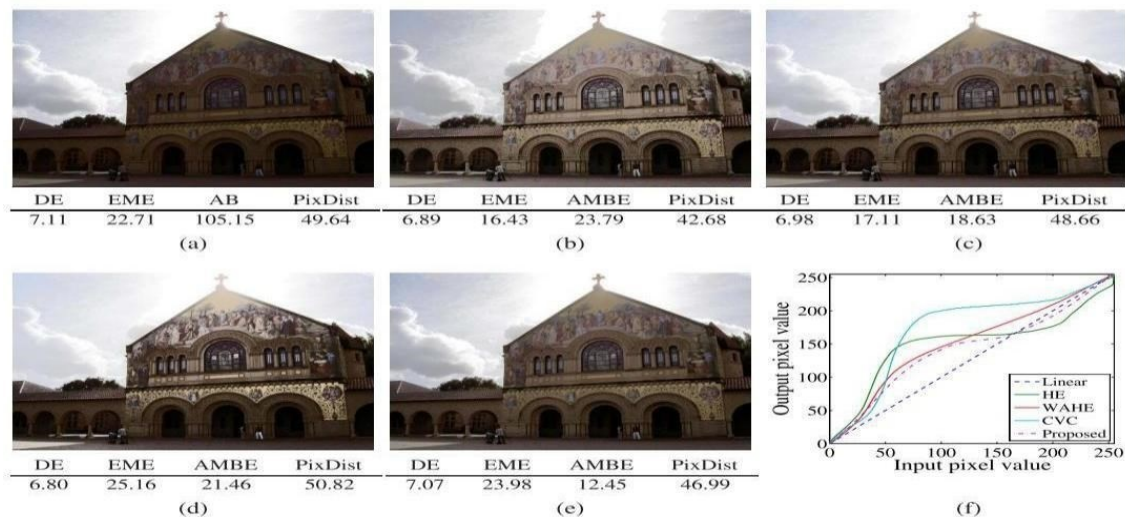 DE EME AB PixDist
7.11 22.71 105.15 49.64
(a)
DE EME AMBE PixDist
6.89 16.43 23.79 42.68
(b)
DE EME AMBE PixDist
6.98 17.11 18.63 48.66
(c)
DE EME AMBE PixDist
6.80 25.16 21.46 50.82
(d)
DE EME AMBE PixDist
7.07 23.98 12.45 46.99
(e)
Output pixel value
250
200
150
100
50
0
Linear
HE
WAHE
CVC
Proposed
0 50 100 150 200 250
Input pixel value
(f)